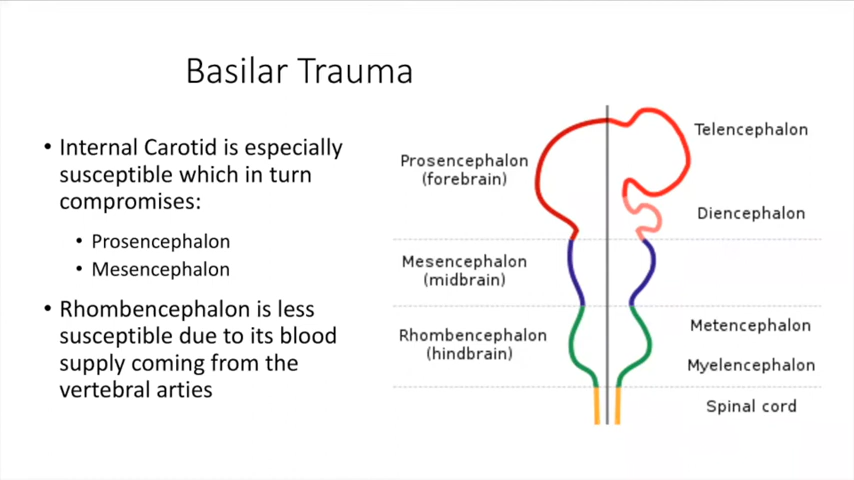 Basilar Trauma
• Internal Carotid is especially
susceptible which in turn
compromises:
• Prosencephalon
• Mesencephalon
• Rhombencephalon is less
susceptible due to its blood
supply coming from the
vertebral arties
Prosencephalon
(forebrain)
Mesencephalon
(midbrain)
Rhombencephalon
(hindbrain)
Telencephalon
Diencephalon
Metencephalon
Myelencephalon
Spinal cord